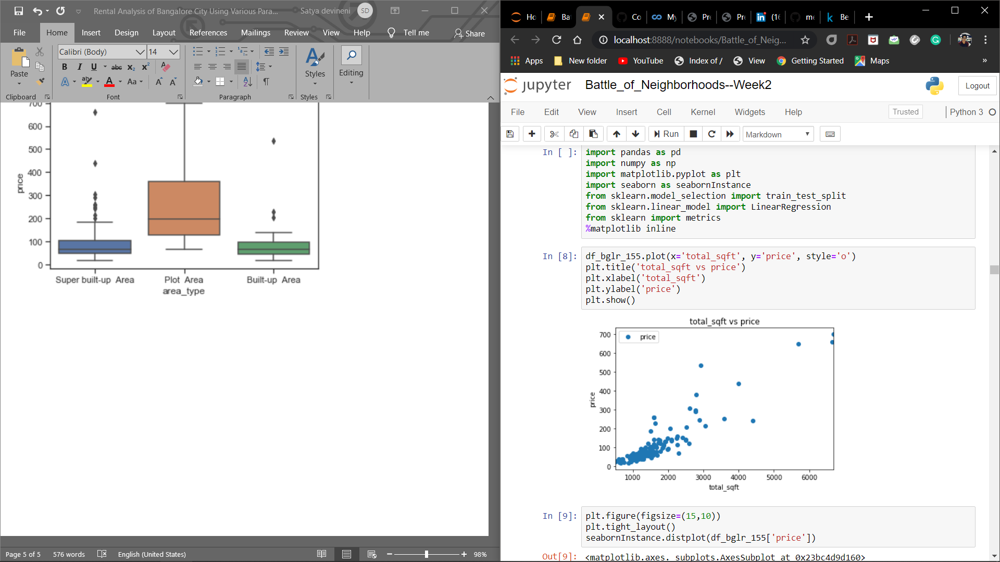 Rental Analysis of Bangalore City Using Various Para...
Satya devineni
SD
File
Home
Insert
Design
Layout
References
Mailings
Review
View
Help
Tell me
Share
Paste
Calibri (Body)
14
B I U abc x₂ x²
A A Aa A A
Styles
Editing
Clipboard
Font
Paragraph
Styles
700
600
500
400
300
200
100
0
price
Super built-up Area
Plot Area
Built-up Area
area_type
Page 5 of 5
576 words
English (United States)
98%
Ho
Ba
Co
My
Pre
Pre
(16
me
Be
localhost:8888/notebooks/Battle_of_Neig...
Apps
New folder
YouTube
Index of /
View
Getting Started
Maps
»
jupyter
Battle_of_Neighborhoods--Week2
Logout
File
Edit
View
Insert
Cell
Kernel
Widgets
Help
Trusted
Python 3
Run
Markdown
In [ ]:
import pandas as pd
import numpy as np
import matplotlib.pyplot as plt
import seaborn as seabornInstance
from sklearn.model_selection import train_test_split
from sklearn.linear_model import LinearRegression
from sklearn import metrics
%matplotlib inline
In [8]:
df_bglr_155.plot(x='total_sqft', y='price', style='o')
plt.title('total_sqft vs price')
plt.xlabel('total_sqft')
plt.ylabel('price')
plt.show()
total_sqft vs price
price
700
600
500
400
300
200
100
0
price
1000
2000
3000
4000
5000
6000
total_sqft
In [9]:
plt.figure(figsize=(15,10))
plt.tight_layout()
seabornInstance.distplot(df_bglr_155['price'])
Out[9]:
<matplotlib.axes._subplots.AxesSubplot at 0x23bc4d9d160>